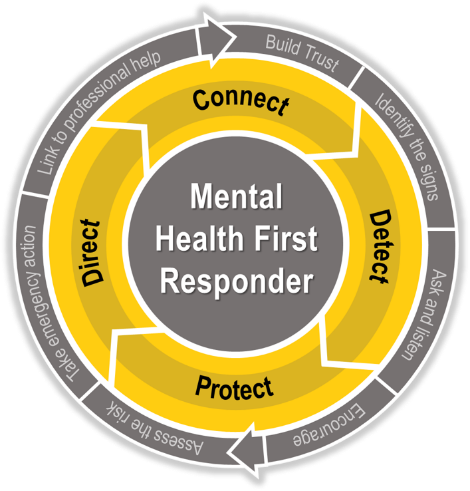 Mental
Health First
Responder
Connect
Detect
Protect
Direct
Build Trust
Identify the signs
Ask and listen
Encourage
Assess the risk
Take emergency action
Link to professional help